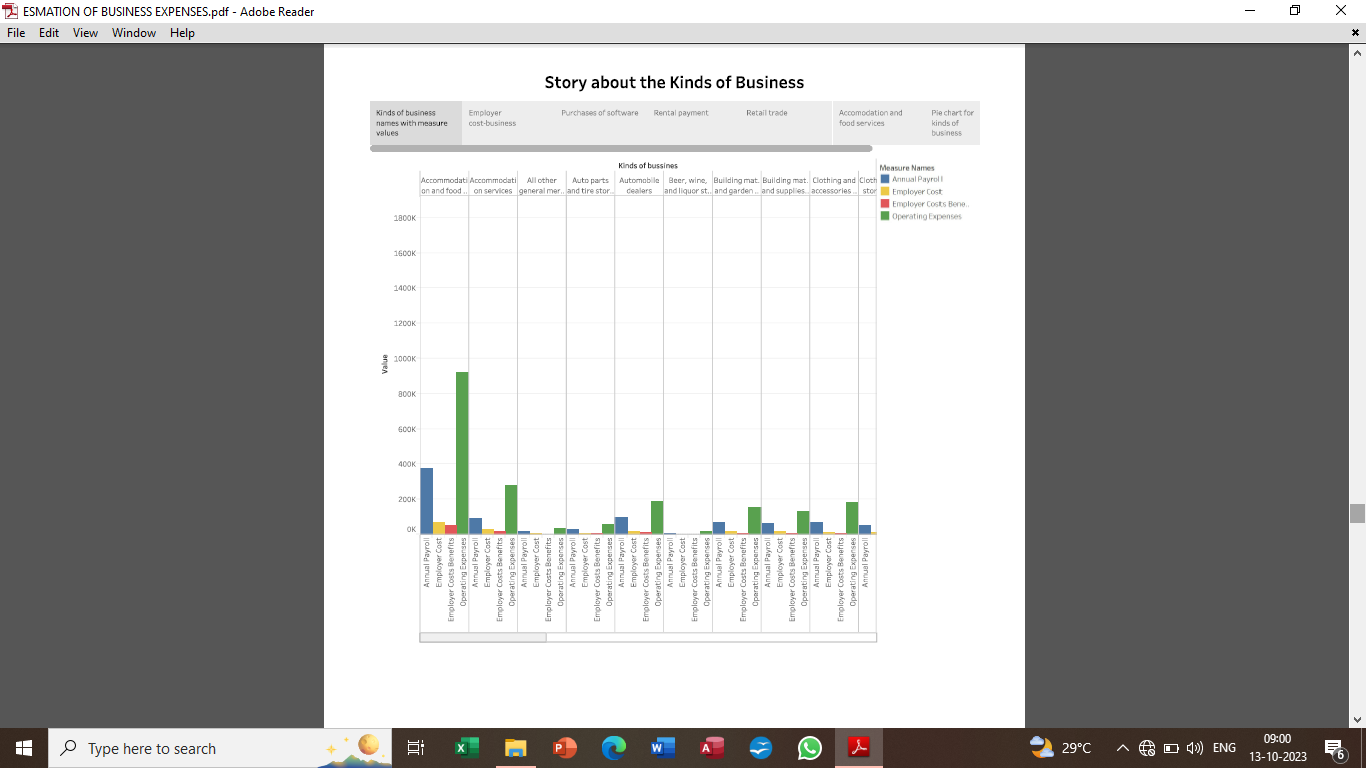 ESMATION OF BUSINESS EXPENSES.pdf - Adobe Reader
File Edit View Window Help
Story about the Kinds of Business
Kinds of business
names with measure
values
Employer
cost-business
Purchases of software
Rental payment
Retail trade
Accomodation and
food services
Pie chart for
kinds of
business
Kinds of bussines
Accommodati
on and food ..
Accommodati
on services
All other
general mer..
Auto parts
and tire stor..
Automobile
dealers
Beer, wine,
and liquor st..
Building mat.
and garden ..
Building mat.
and supplies..
Clothing and
accessories ..
Cloth
stor
Measure Names
Annual Payroll
Employer Cost
Employer Costs Bene..
Operating Expenses
Value
1800K
1600K
1400K
1200K
1000K
800K
600K
400K
200K
0K
Annual Payroll
Employer Cost
Employer Costs Benefits
Operating Expenses
Annual Payroll
Employer Cost
Employer Costs Benefits
Operating Expenses
Annual Payroll
Employer Cost
Employer Costs Benefits
Operating Expenses
Annual Payroll
Employer Cost
Employer Costs Benefits
Operating Expenses
Annual Payroll
Employer Cost
Employer Costs Benefits
Operating Expenses
Annual Payroll
Employer Cost
Employer Costs Benefits
Operating Expenses
Annual Payroll
Employer Cost
Employer Costs Benefits
Operating Expenses
Annual Payroll
Employer Cost
Employer Costs Benefits
Operating Expenses
Annual Payroll
Employer Cost
Employer Costs Benefits
Operating Expenses
Annual Payroll
Type here to search
29°C
ENG
09:00
13-10-2023
6